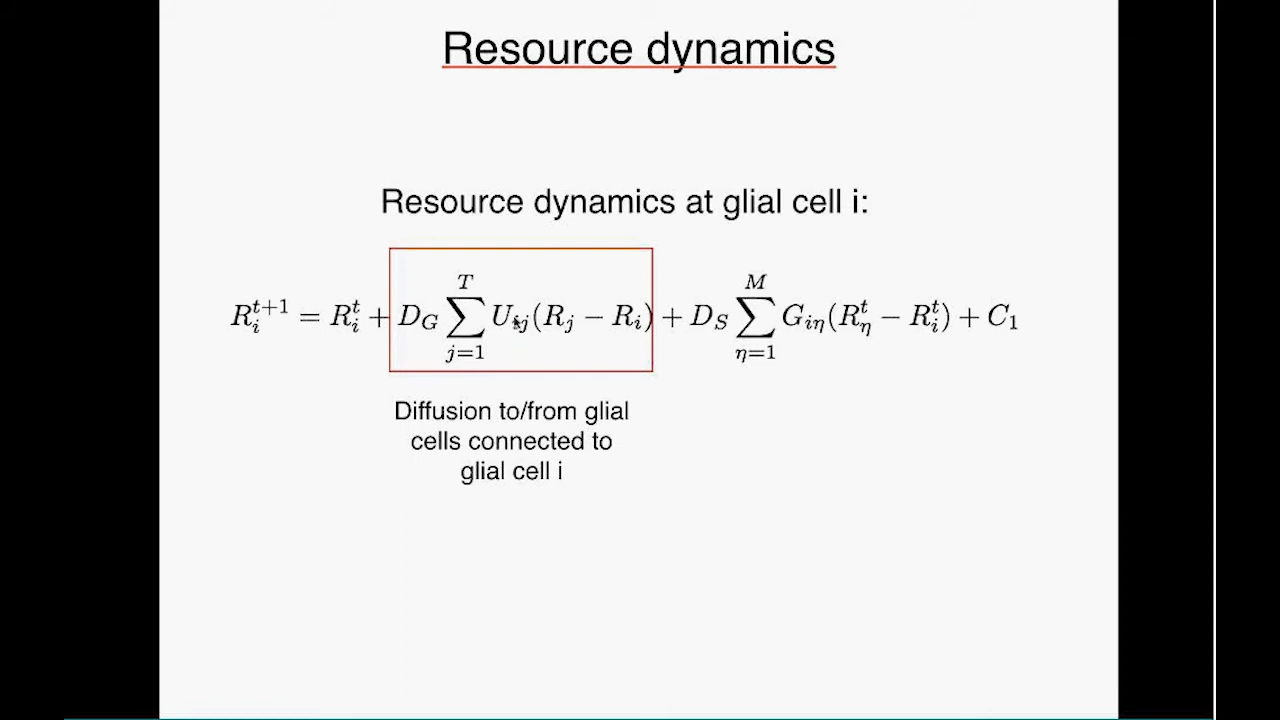 Resource dynamics
Resource dynamics at glial cell i:
$R_i^{t+1} = R_i^t + D_G \sum_{j=1}^{T} U_{ij}(R_j - R_i) + D_S \sum_{\eta=1}^{M} G_{i\eta}(R_\eta^t - R_i^t) + C_1$
Diffusion to/from glial
cells connected to
glial cell i